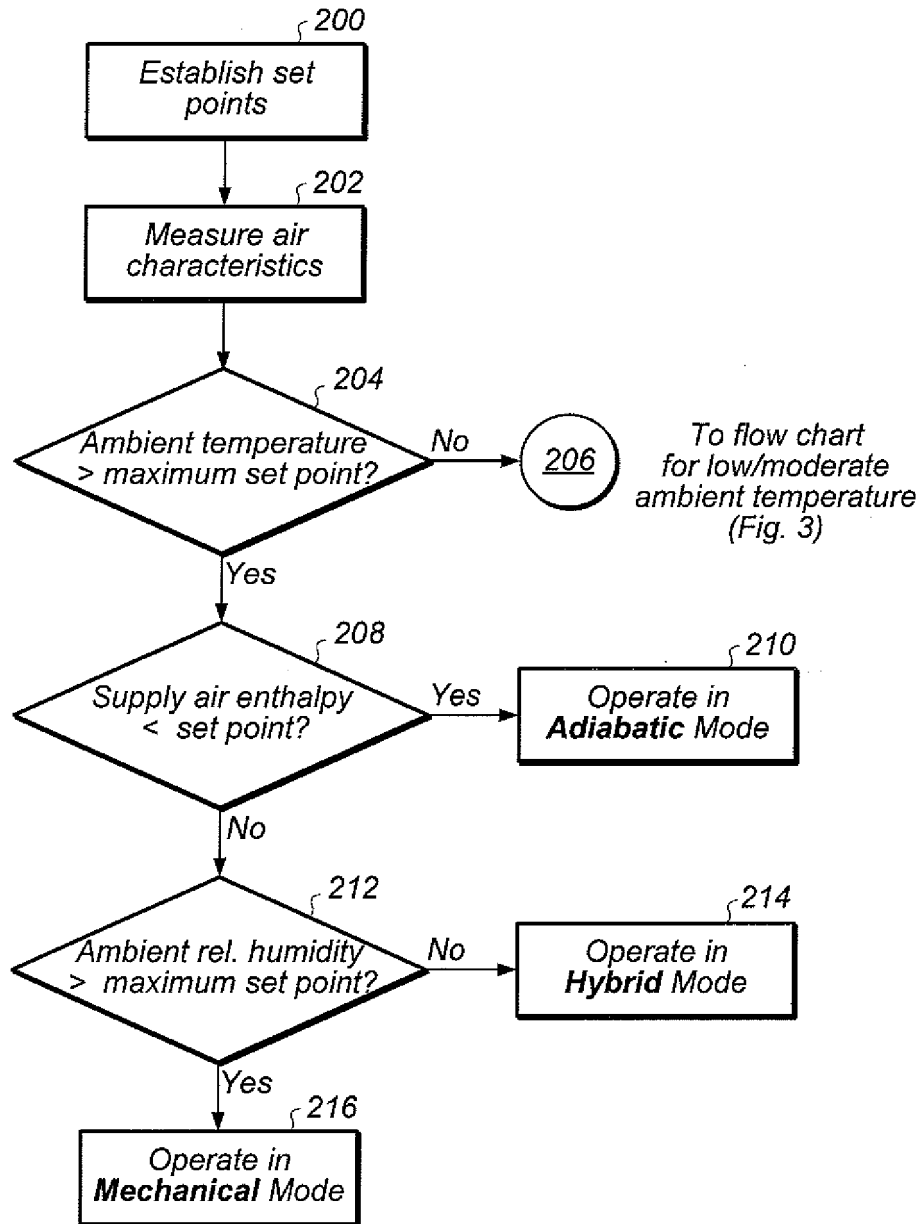 200
Establish set
points
202
Measure air
characteristics
204
Ambient temperature
> maximum set point?
No
206
To flow chart
for low/moderate
ambient temperature
(Fig. 3)
Yes
208
Supply air enthalpy
< set point?
Yes
210
Operate in
Adiabatic Mode
No
212
Ambient rel. humidity
> maximum set point?
No
214
Operate in
Hybrid Mode
Yes
216
Operate in
Mechanical Mode